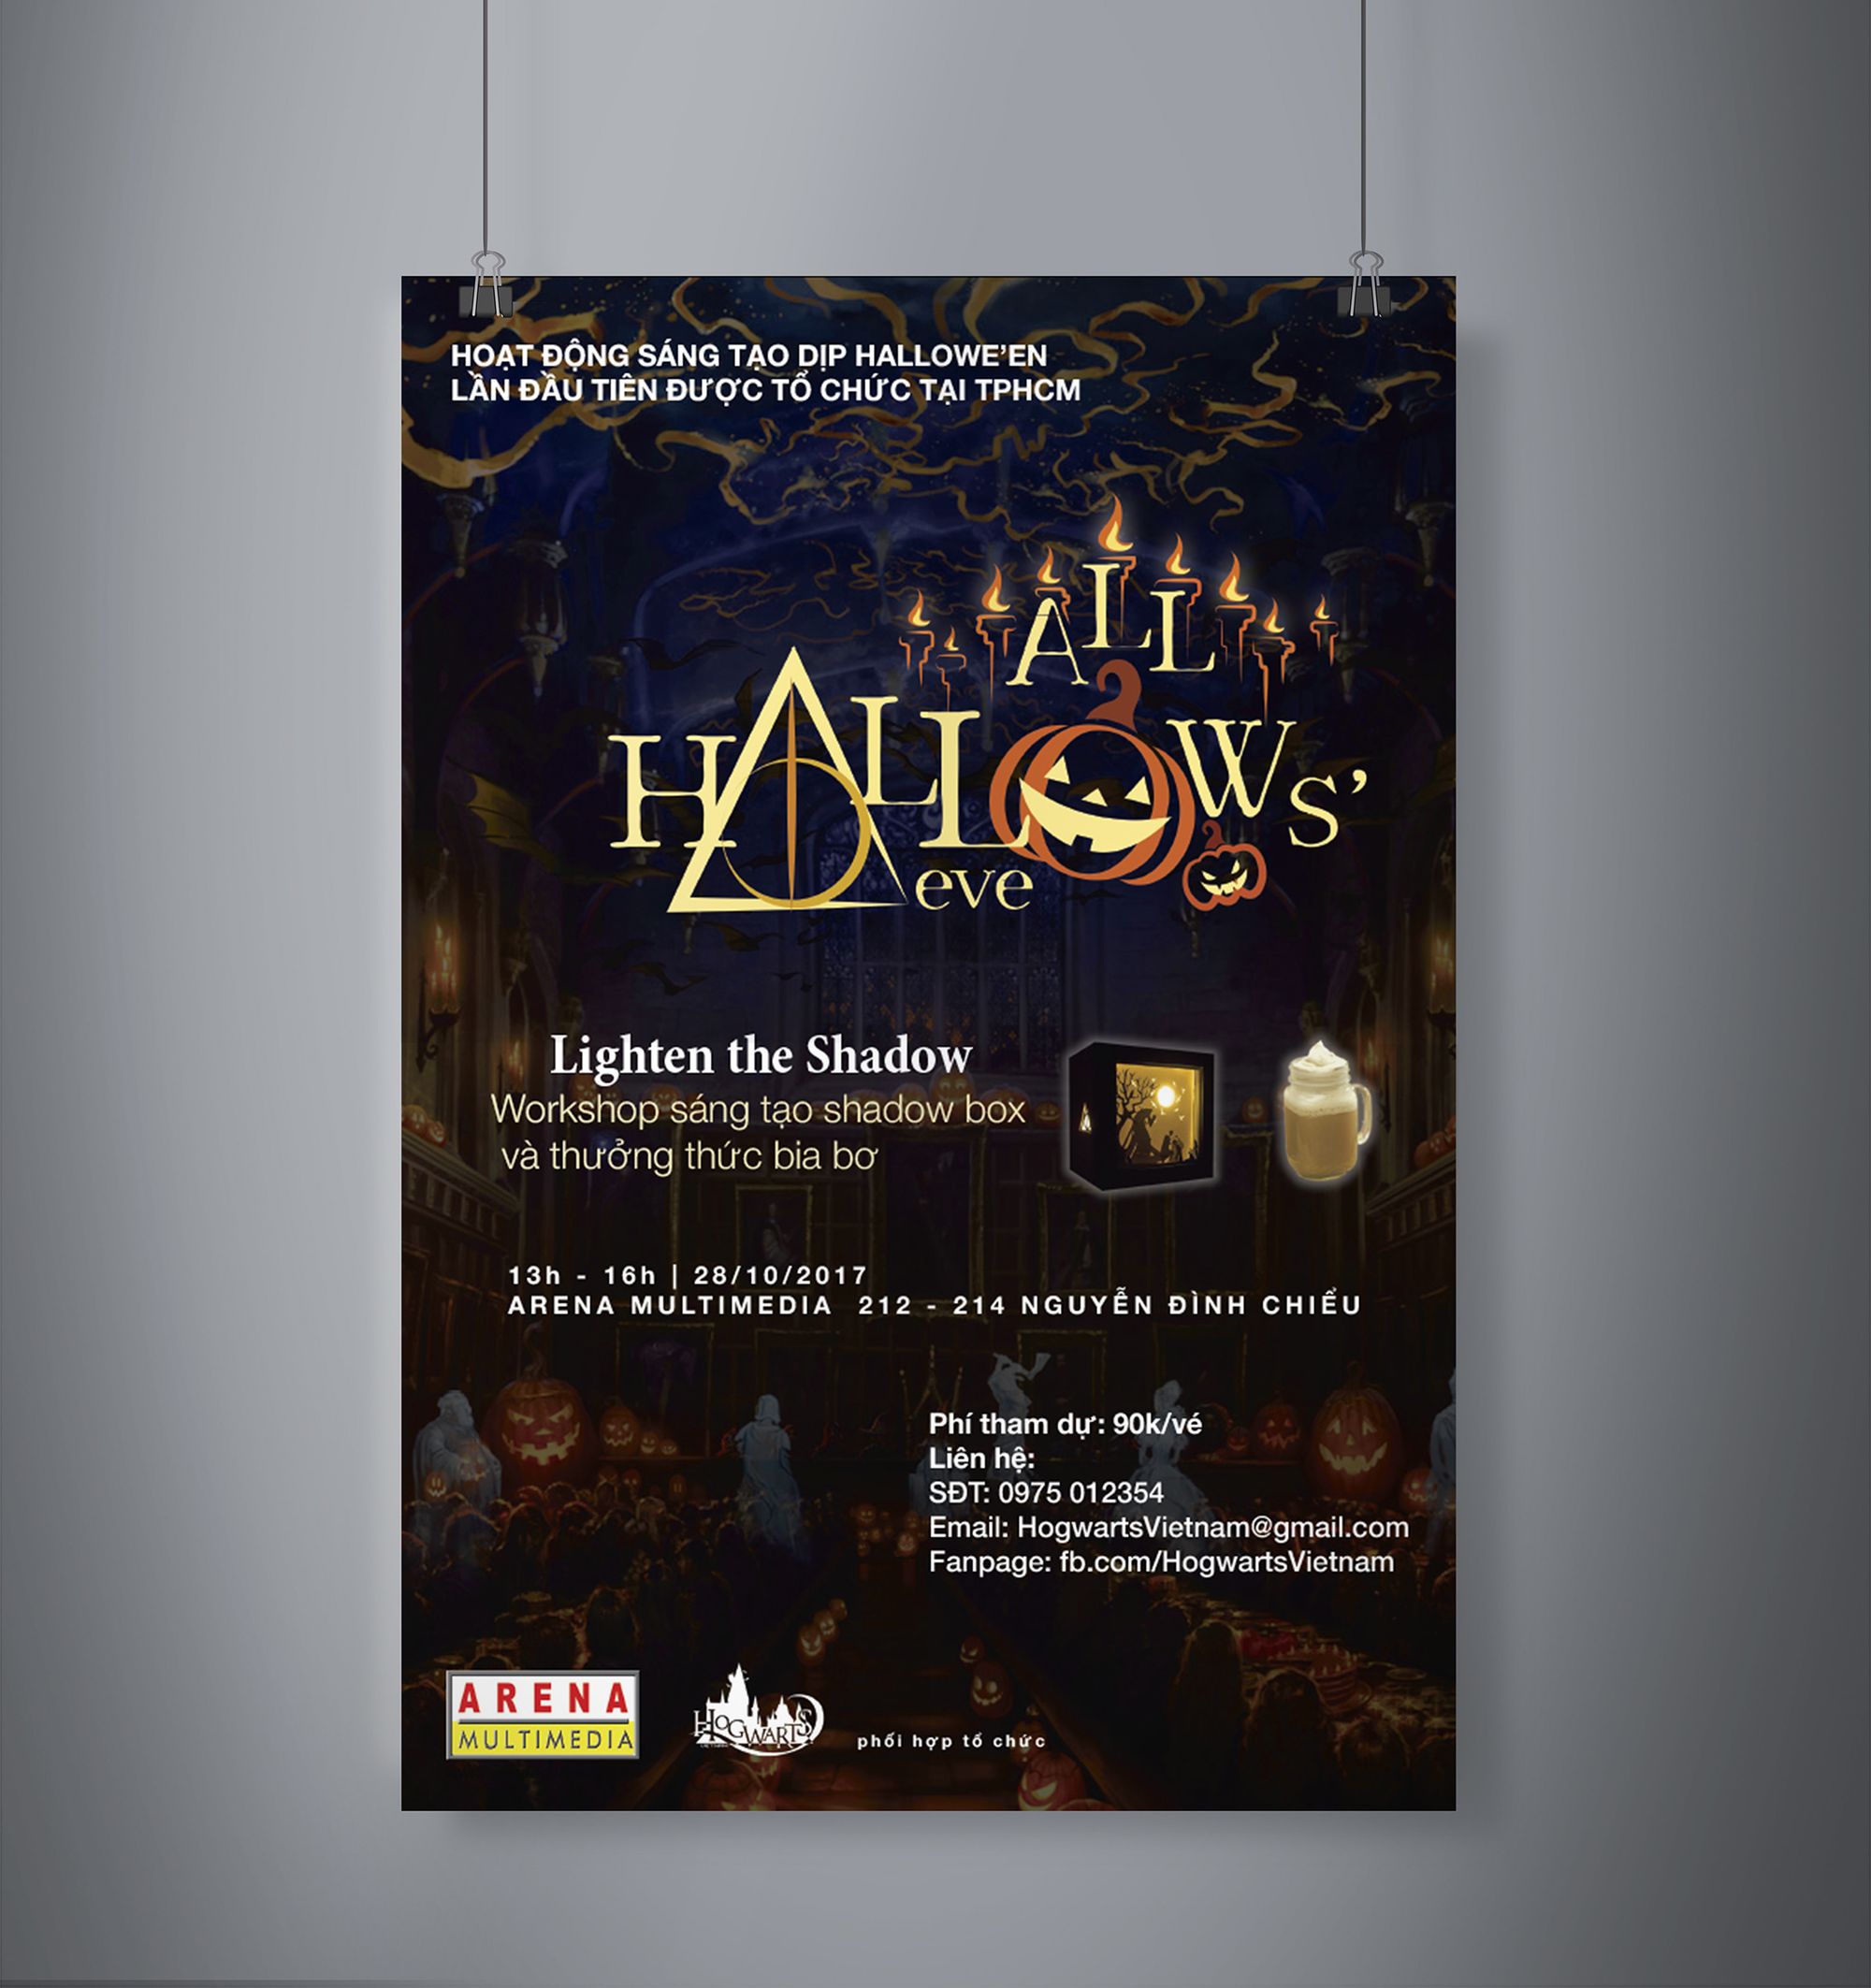 HOẠT ĐỘNG SÁNG TẠO DỊP HALLOWE'EN
LẦN ĐẦU TIÊN ĐƯỢC TỔ CHỨC TẠI TPHCM
ALL
HALLOWS'
eve
Lighten the Shadow
Workshop sáng tạo shadow box
và thưởng thức bia bơ
13h - 16h | 28/10/2017
ARENA MULTIMEDIA 212 - 214 NGUYỄN ĐÌNH CHIỂU
Phí tham dự: 90k/vé
Liên hệ:
SĐT: 0975 012354
Email: HogwartsVietnam@gmail.com
Fanpage: fb.com/HogwartsVietnam
ARENA
MULTIMEDIA
HOGWARTS
phối hợp tổ chức